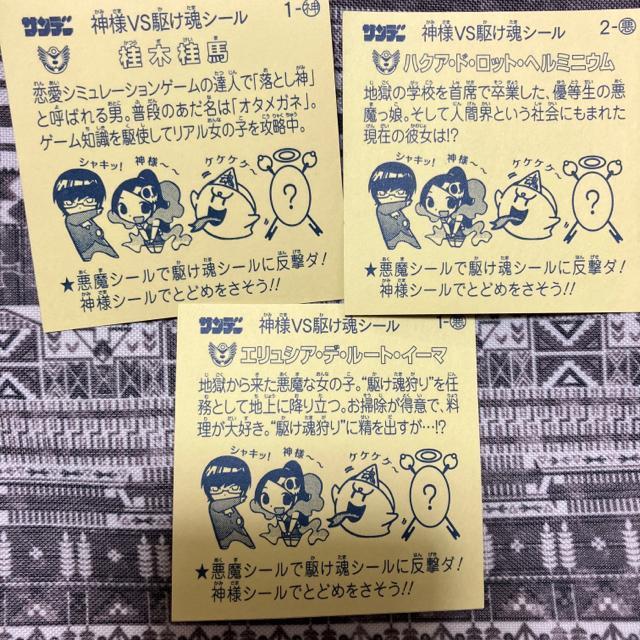 サンデー 神様VS駆け魂シール 1-神
桂木桂馬
恋愛シミュレーションゲームの達人で「落とし神」
と呼ばれる男。普段のあだ名は「オタメガネ」。
ゲーム知識を駆使してリアル女の子を攻略中。
シャキッ! 神様〜〜 ケケケッ
?
★悪魔シールで駆け魂シールに反撃ダ!
神様シールでとどめをさそう!!
サンデー 神様VS駆け魂シール 2-悪
ハクア・ド・ロット・ヘルミニウム
地獄の学校を首席で卒業した、優等生の悪
魔っ娘。そして人間界という社会にもまれた
現在の彼女は!?
シャキッ! 神様〜〜 ケケケッ
?
★悪魔シールで駆け魂シールに反撃ダ!
神様シールでとどめをさそう!!
サンデー 神様VS駆け魂シール 1-悪
エリュシア・デ・ルート・イーマ
地獄から来た悪魔な女の子。"駆け魂狩り"を任
務として地上に降り立つ。お掃除が得意で、料
理が大好き。"駆け魂狩り"に精を出すが…!?
シャキッ! 神様〜〜 ケケケッ
?
★悪魔シールで駆け魂シールに反撃ダ!
神様シールでとどめをさそう!!